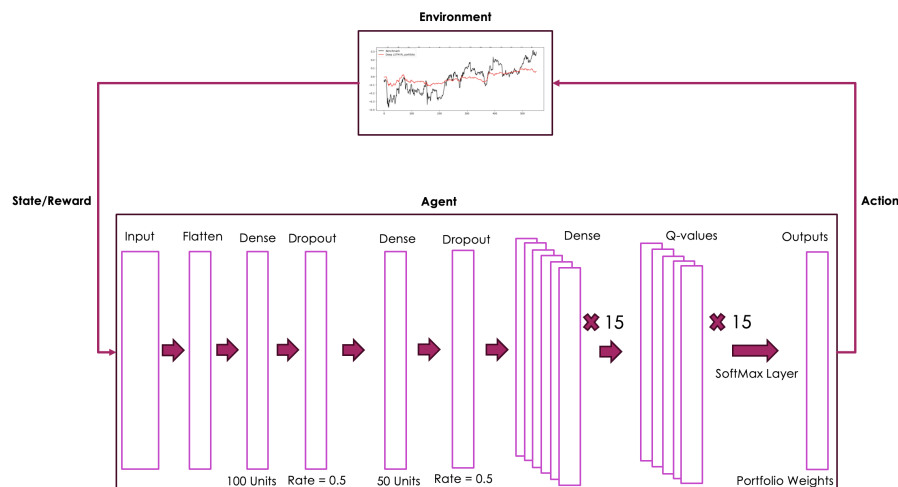 Environment
State/Reward
Agent
Action
Input
Flatten
Dense
Dropout
Dense
Dropout
Dense
Q-values
Outputs
15
15
SoftMax Layer
100 Units
Rate = 0.5
50 Units
Rate = 0.5
Portfolio Weights